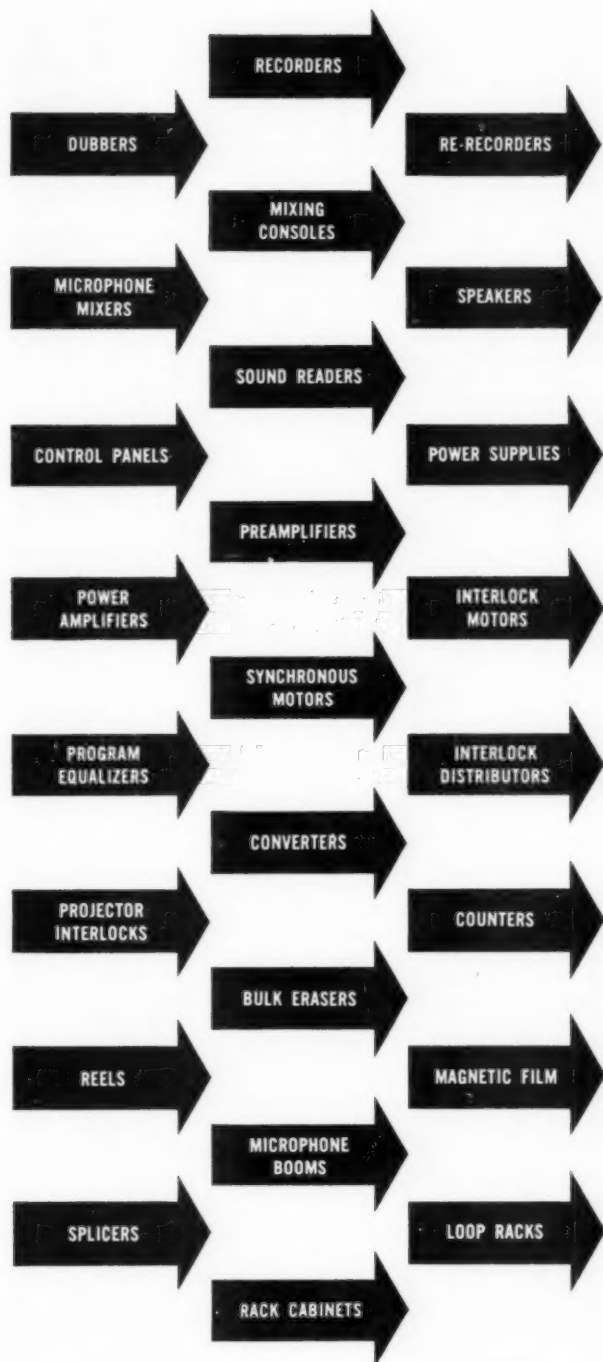 RECORDERS
DUBBERS
RE-RECORDERS
MIXING
CONSOLES
MICROPHONE
MIXERS
SPEAKERS
SOUND READERS
CONTROL PANELS
POWER SUPPLIES
PREAMPLIFIERS
POWER
AMPLIFIERS
INTERLOCK
MOTORS
SYNCHRONOUS
MOTORS
PROGRAM
EQUALIZERS
INTERLOCK
DISTRIBUTORS
CONVERTERS
PROJECTOR
INTERLOCKS
COUNTERS
BULK ERASERS
REELS
MAGNETIC FILM
MICROPHONE
BOOMS
SPLICERS
LOOP RACKS
RACK CABINETS